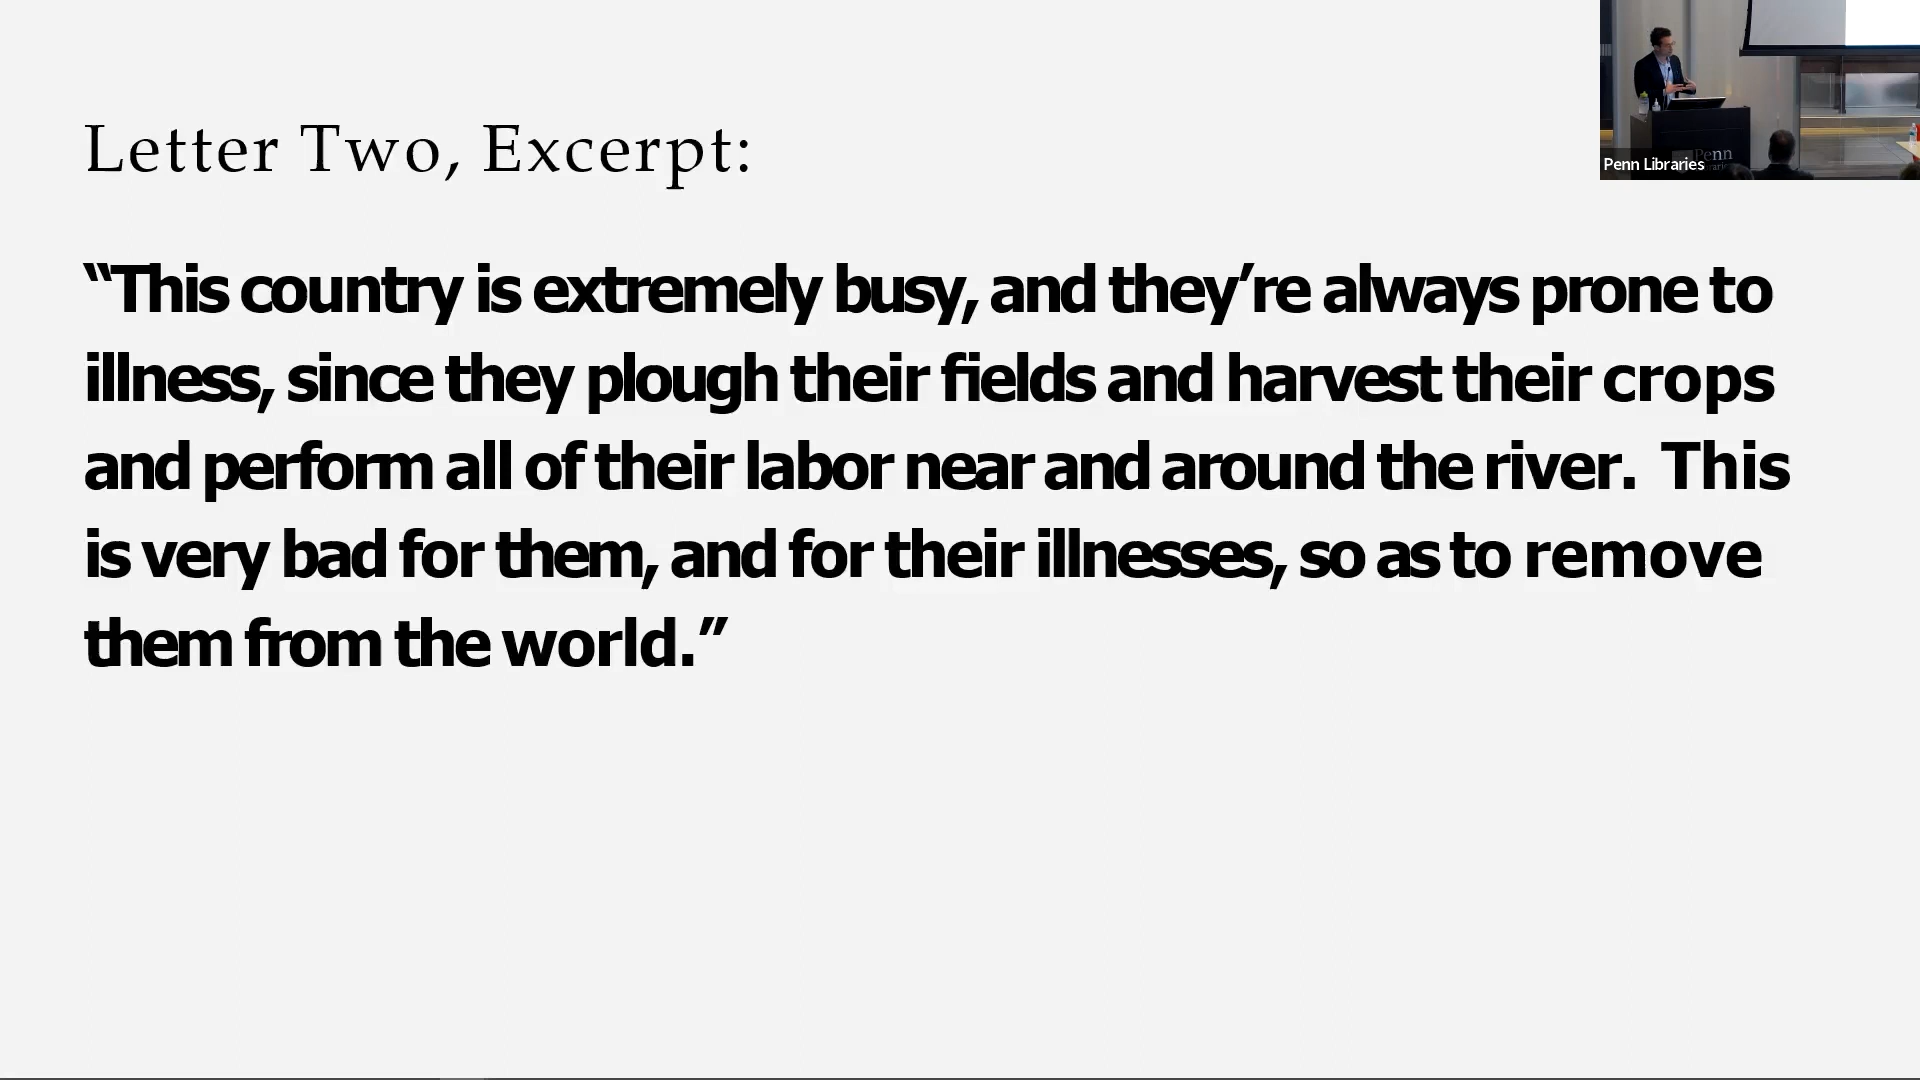 Letter Two, Excerpt:
“This country is extremely busy, and they’re always prone to
illness, since they plough their fields and harvest their crops
and perform all of their labor near and around the river.  This
is very bad for them, and for their illnesses, so as to remove
them from the world.”
Penn
Penn Libraries